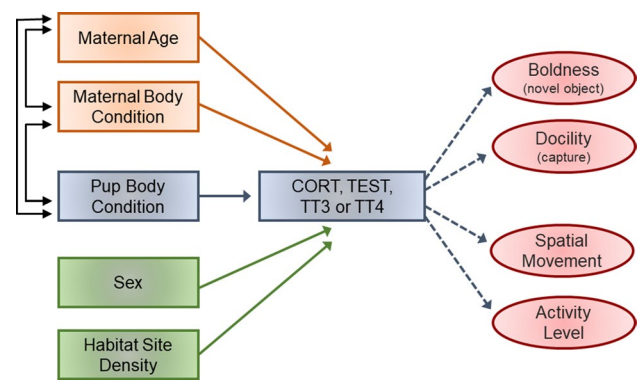 Maternal Age
Maternal Body
Condition
Pup Body
Condition
Sex
Habitat Site
Density
CORT, TEST,
TT3 or TT4
Boldness
(novel object)
Docility
(capture)
Spatial
Movement
Activity
Level